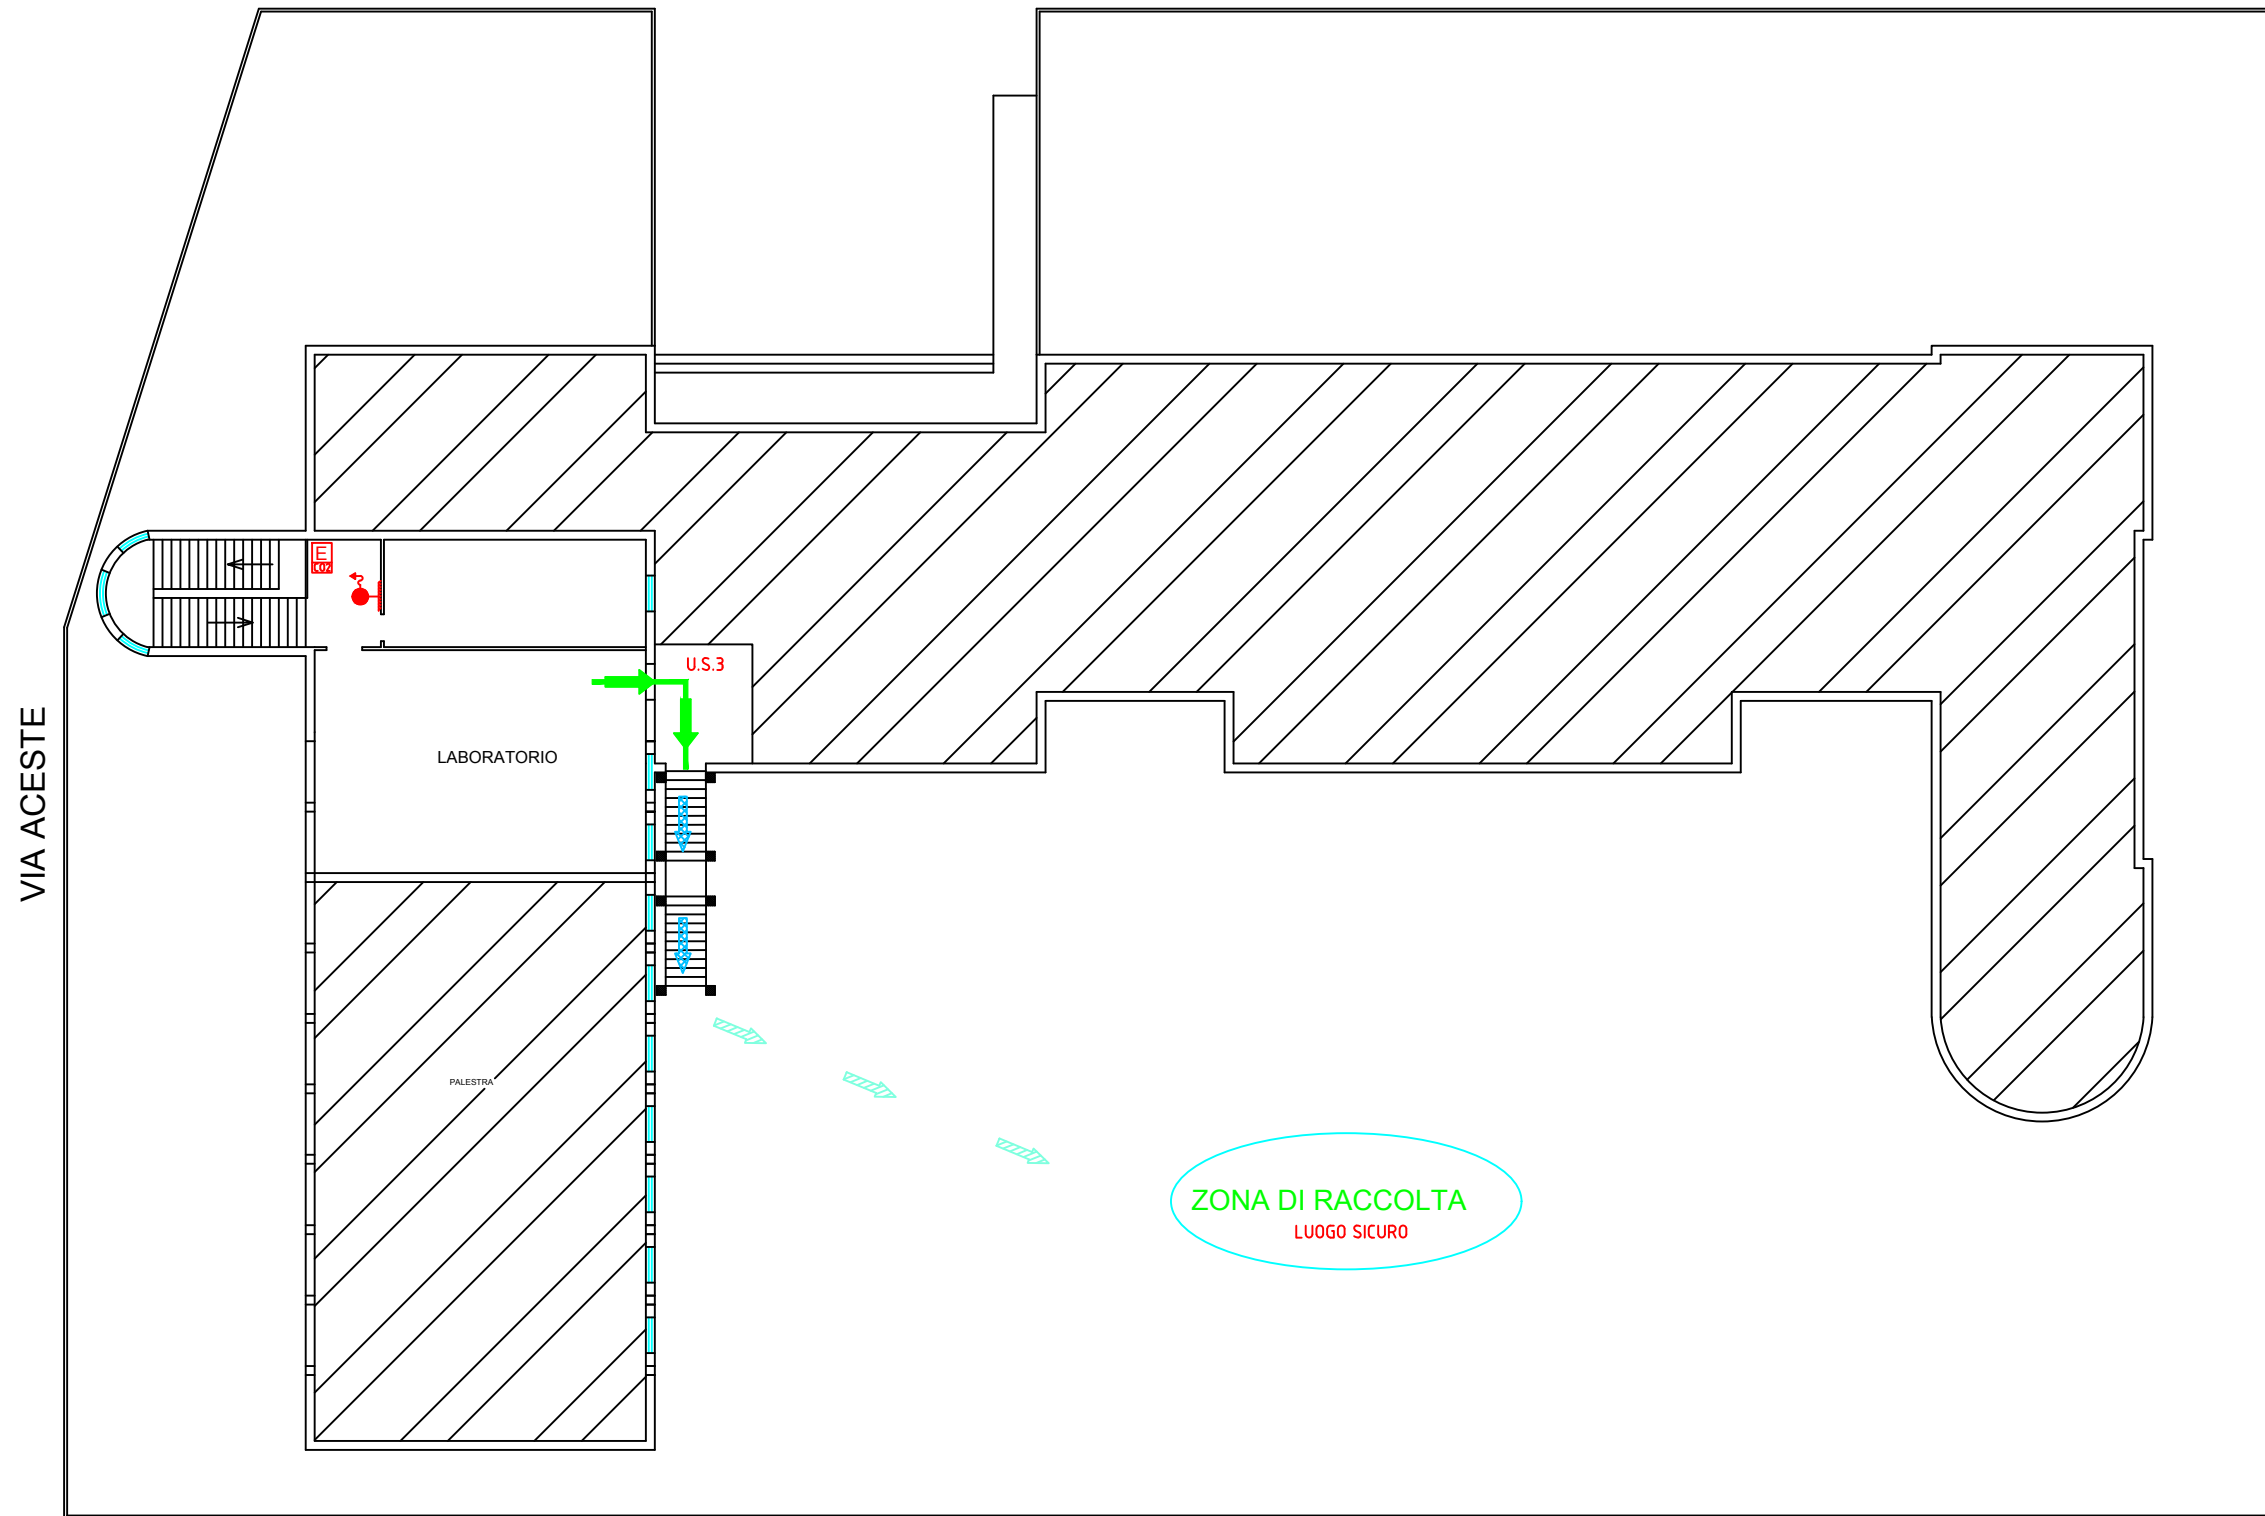 E
CO2
U.S.3
LABORATORIO
VIA ACESTE
PALESTRA
ZONA DI RACCOLTA
LUOGO SICURO